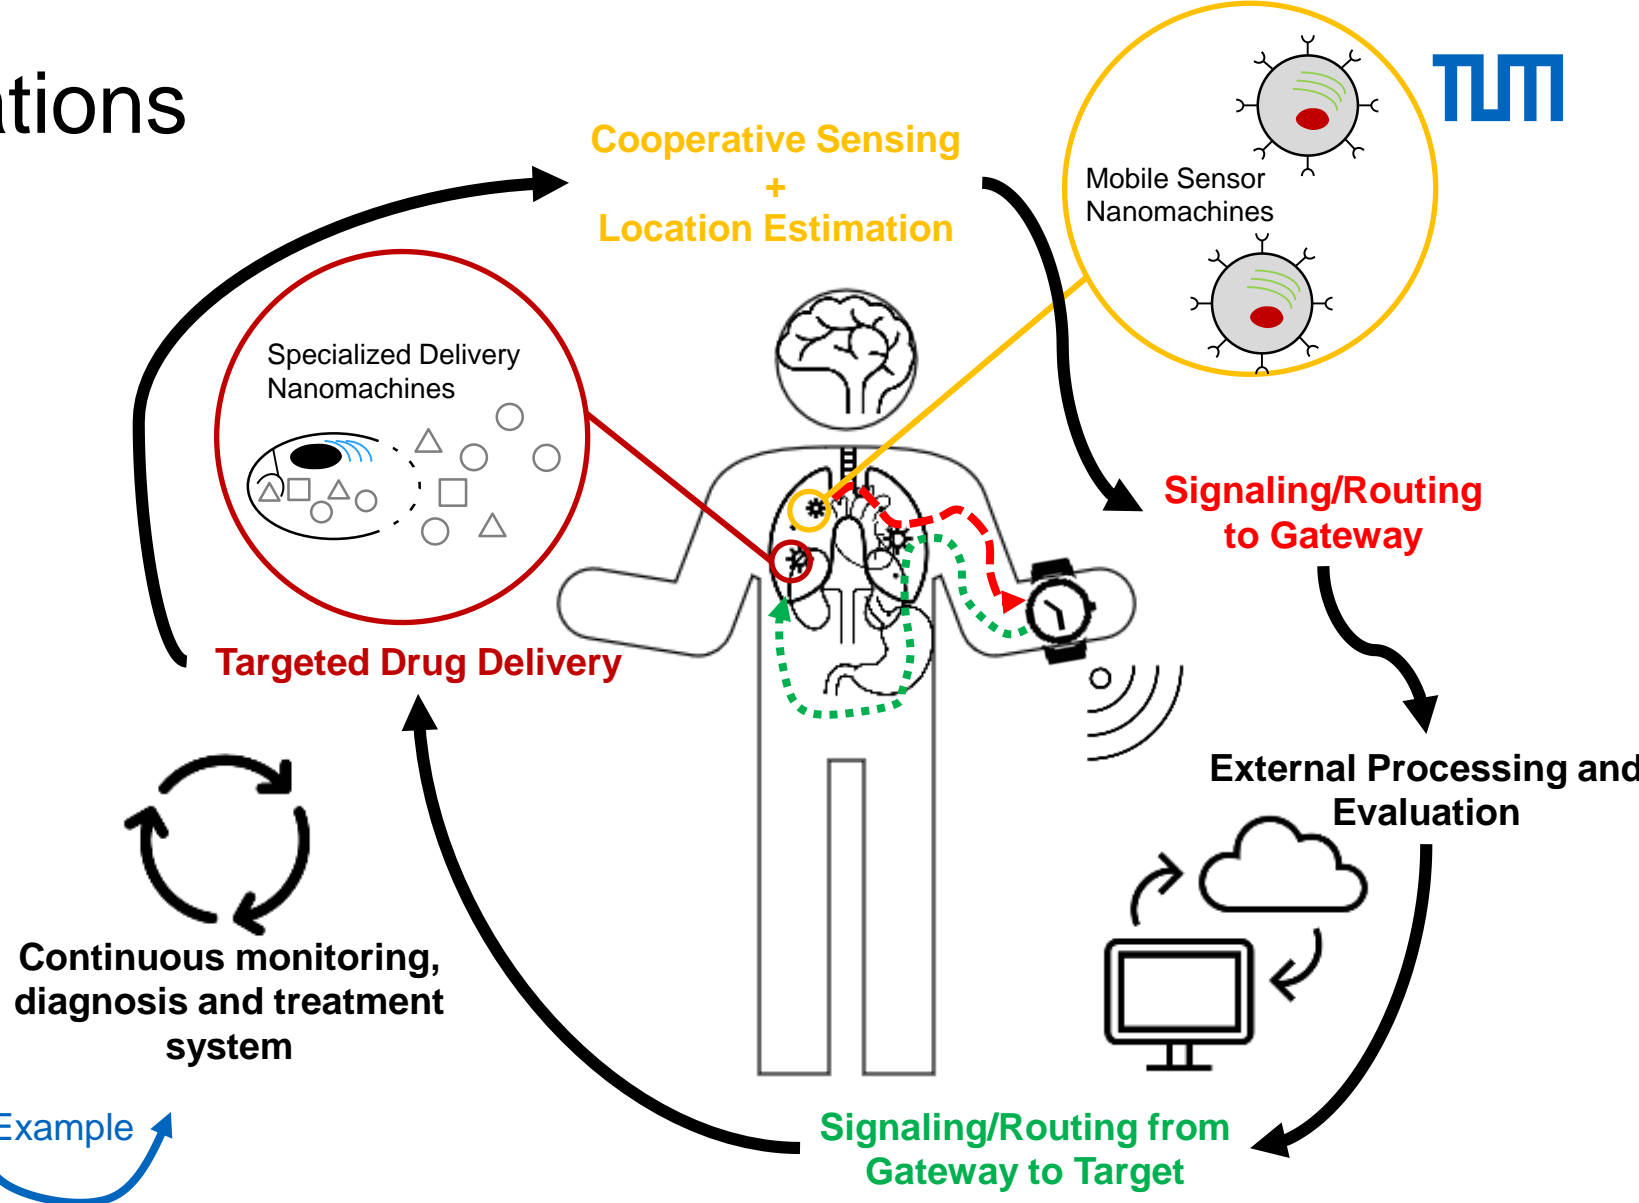 ations
TUM
Cooperative Sensing
+
Location Estimation
Mobile Sensor
Nanomachines
Specialized Delivery
Nanomachines
Signaling/Routing
to Gateway
Targeted Drug Delivery
External Processing and
Evaluation
Continuous monitoring,
diagnosis and treatment
system
Example
Signaling/Routing from
Gateway to Target